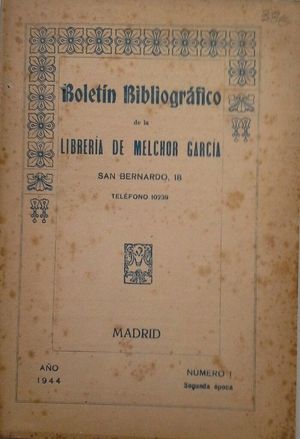 Boletín Bibliográfico
de la
LIBRERÍA DE MELCHOR GARCÍA
SAN BERNARDO, 18
TELÉFONO 10239
MADRID
AÑO
1944
NÚMERO 1
Segunda época